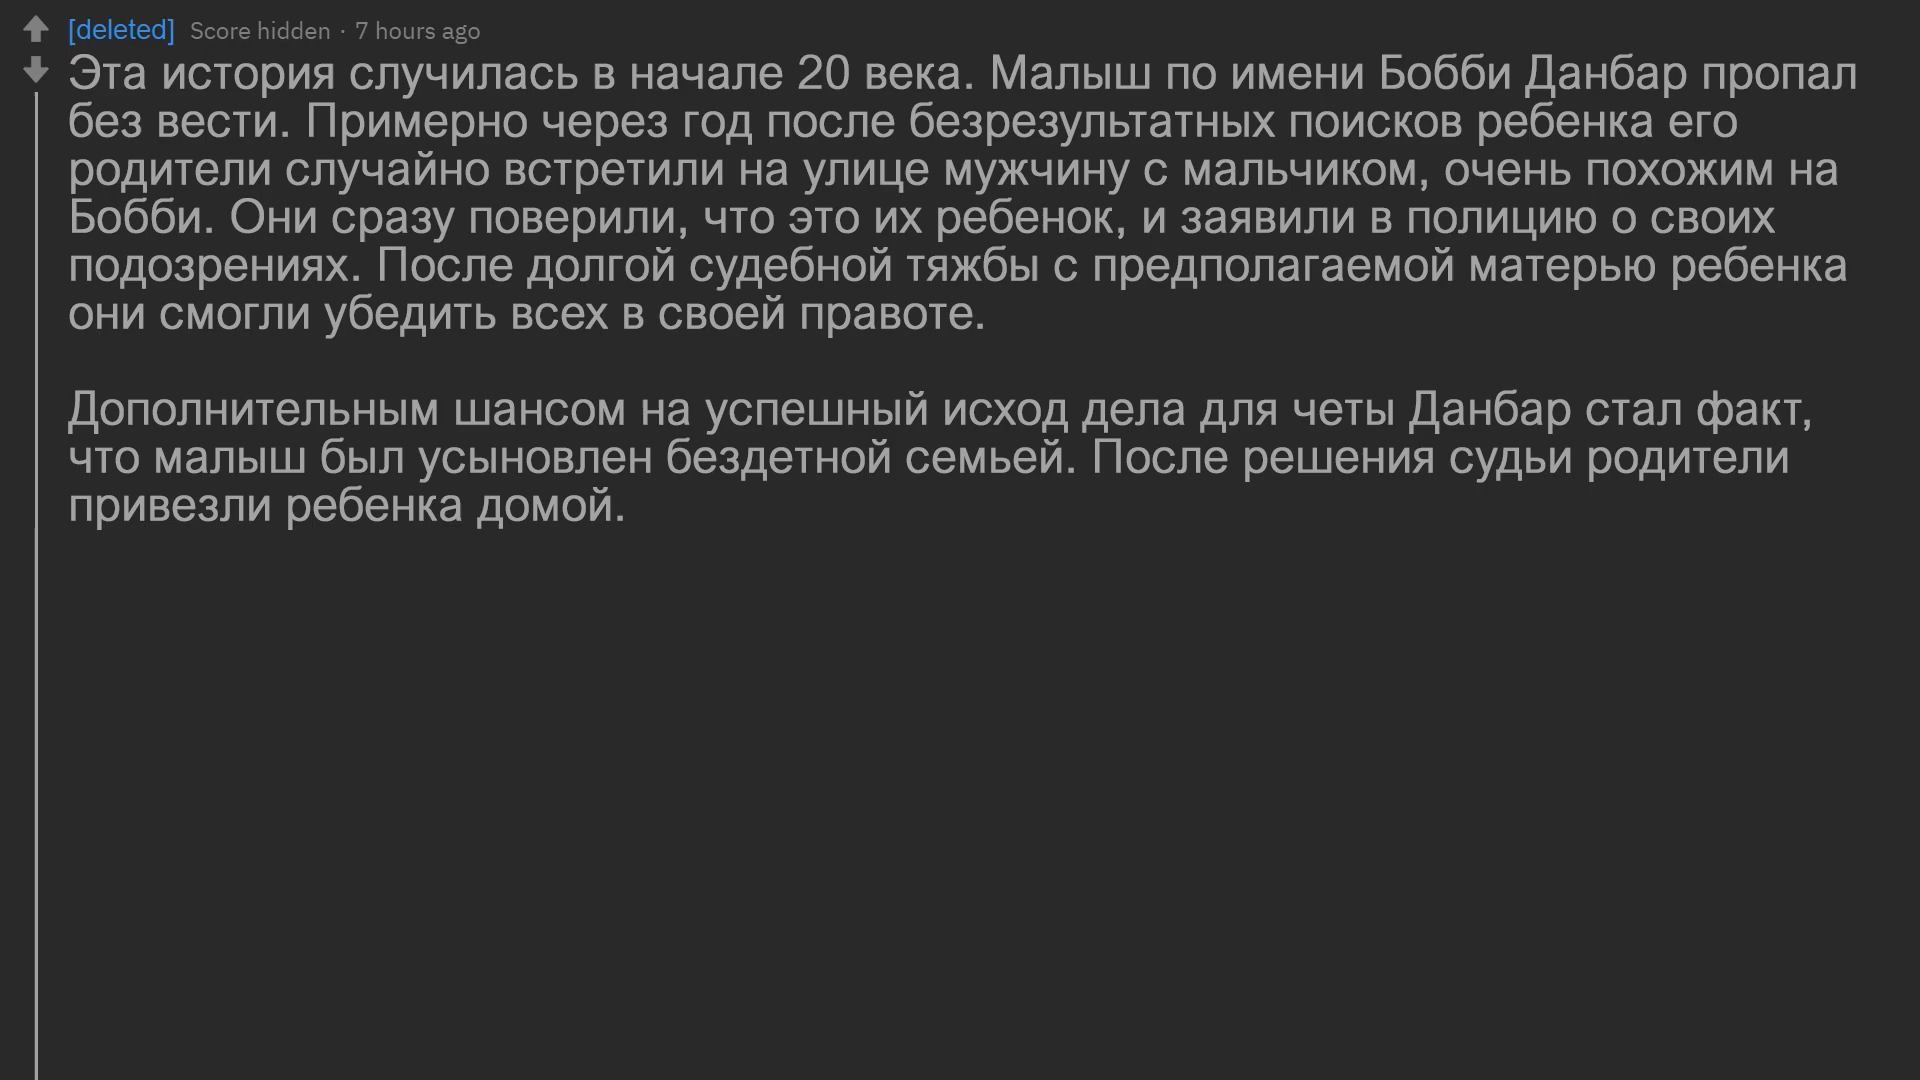 [deleted] Score hidden · 7 hours ago
Эта история случилась в начале 20 века. Малыш по имени Бобби Данбар пропал
без вести. Примерно через год после безрезультатных поисков ребенка его
родители случайно встретили на улице мужчину с мальчиком, очень похожим на
Бобби. Они сразу поверили, что это их ребенок, и заявили в полицию о своих
подозрениях. После долгой судебной тяжбы с предполагаемой матерью ребенка
они смогли убедить всех в своей правоте.
Дополнительным шансом на успешный исход дела для четы Данбар стал факт,
что малыш был усыновлен бездетной семьей. После решения судьи родители
привезли ребенка домой.